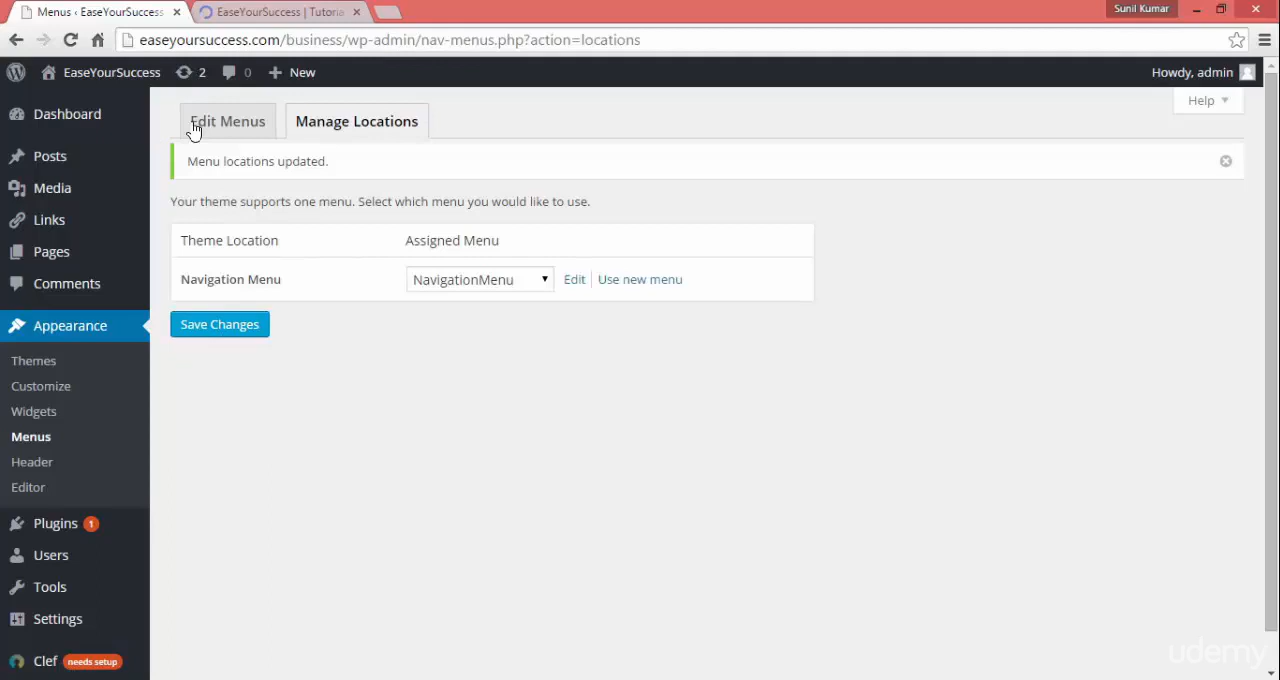 Menus ‹ EaseYourSuccess
EaseYourSuccess | Tutoria
Sunil Kumar
easeyoursuccess.com/business/wp-admin/nav-menus.php?action=locations
EaseYourSuccess 2 0 + New
Howdy, admin
Dashboard
Posts
Media
Links
Pages
Comments
Appearance
Themes
Customize
Widgets
Menus
Header
Editor
Plugins 1
Users
Tools
Settings
Clef needs setup
Help
Edit Menus Manage Locations
Menu locations updated.
Your theme supports one menu. Select which menu you would like to use.
Theme Location Assigned Menu
Navigation Menu NavigationMenu Edit Use new menu
Save Changes
udemy